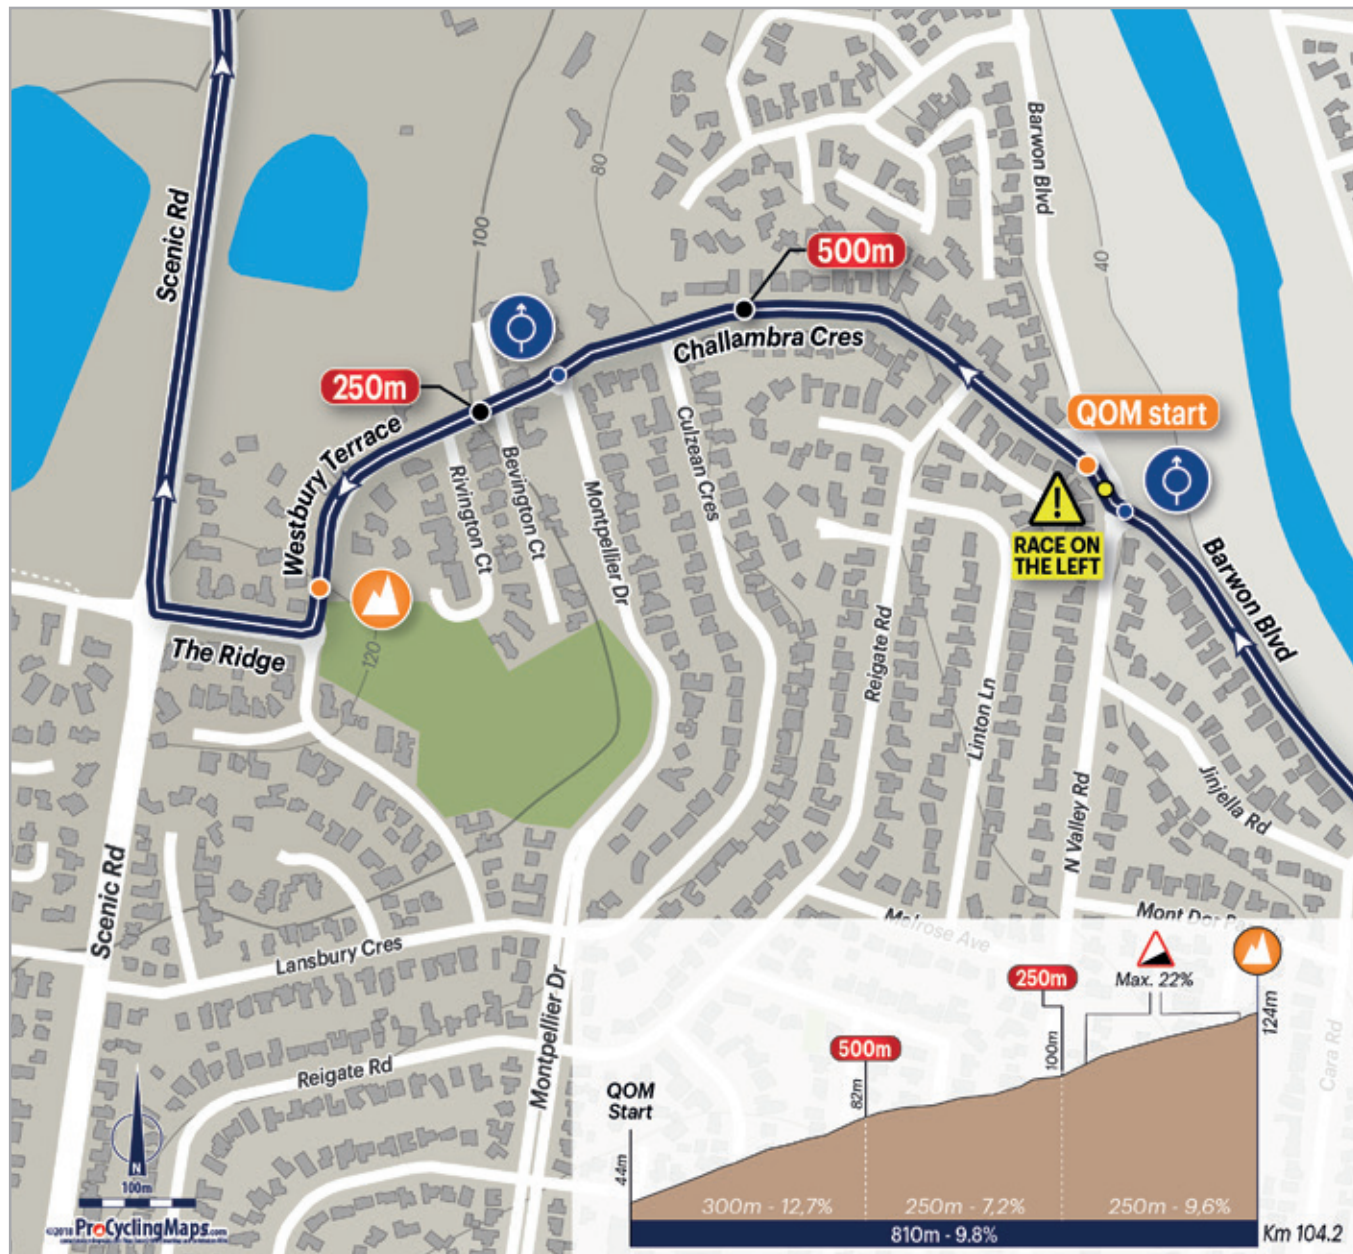 Scenic Rd
80
100
Barwon Blvd
500m
40
Challambra Cres
250m
QOM start
Westbury Terrace
Rivington Ct
Bevington Ct
Montpellier Dr
Culzean Cres
RACE ON
THE LEFT
Barwon Blvd
The Ridge
120
Reigate Rd
Linton Ln
N Valley Rd
Jinjella Rd
Scenic Rd
Lansbury Cres
Melrose Ave
Mont Dor
Montpellier Dr
Reigate Rd
Cara Rd
250m
Max. 22%
500m
QOM
Start
44m
82m
100m
124m
300m - 12,7%
250m - 7,2%
250m - 9,6%
810m - 9.8%
Km 104.2
N
100m
©2018 ProCyclingMaps.com